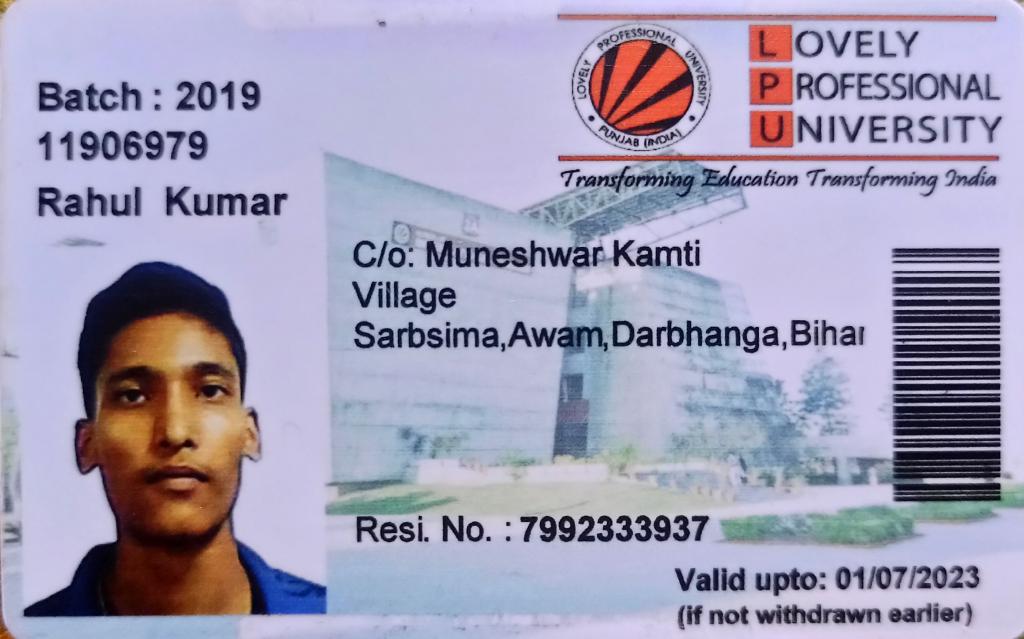 Batch : 2019
11906979
Rahul Kumar
LOVELY PROFESSIONAL UNIVERSITY
PUNJAB (INDIA)
LOVELY
PROFESSIONAL
UNIVERSITY
Transforming Education Transforming India
C/o: Muneshwar Kamti
Village
Sarbsima,Awam,Darbhanga,Bihar
Resi. No. : 7992333937
Valid upto: 01/07/2023
(if not withdrawn earlier)